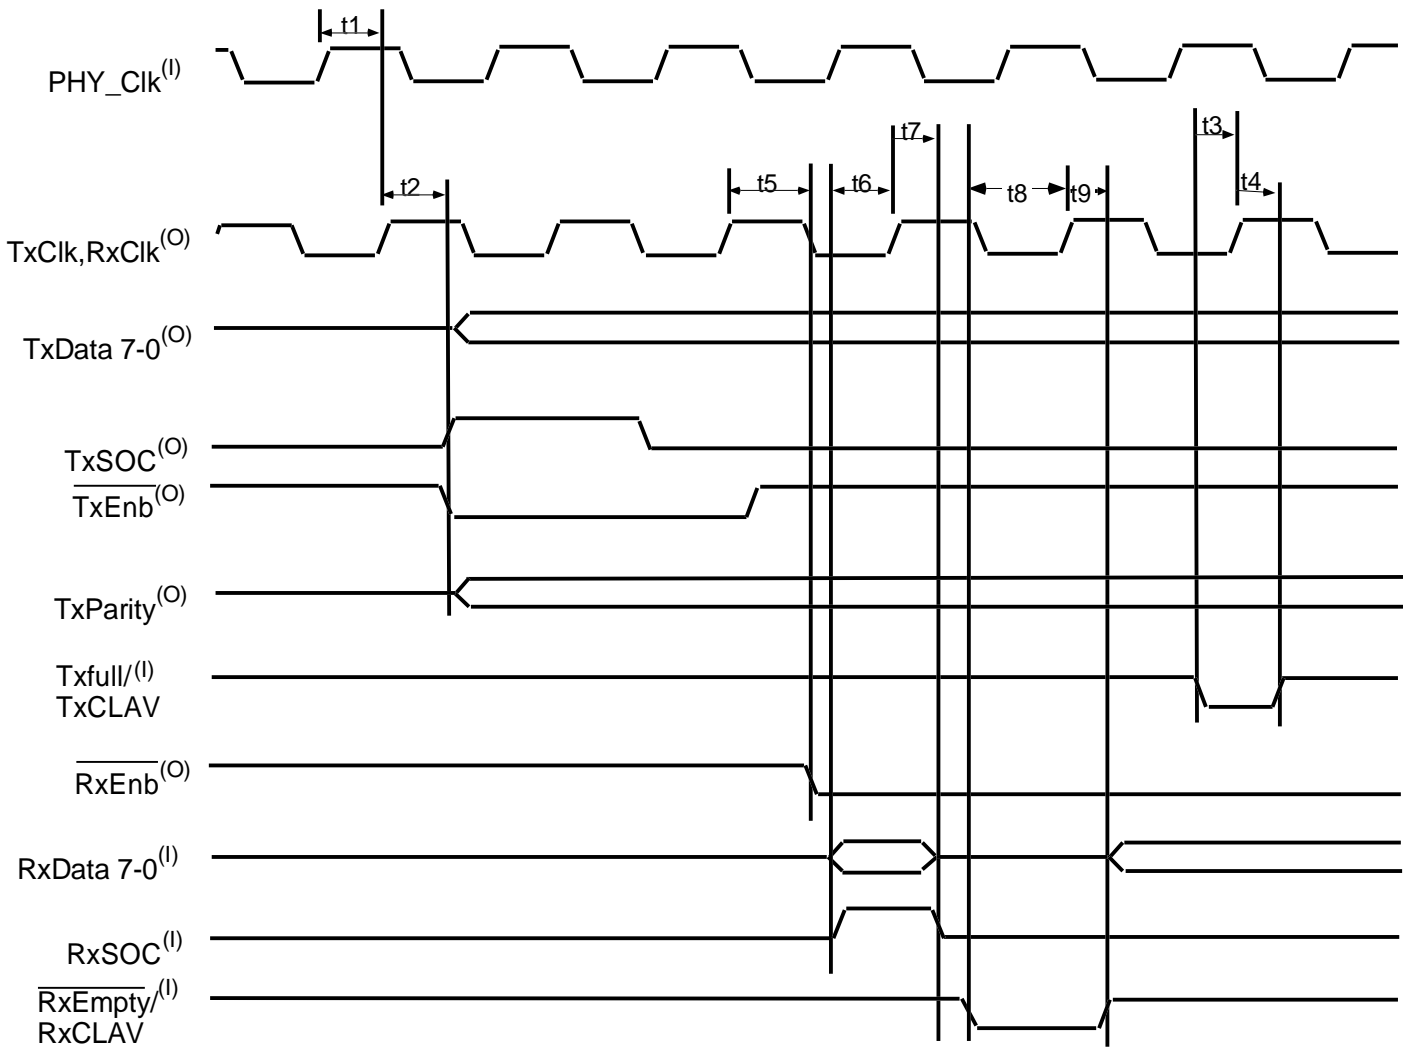 t1
PHY_Clk(I)
t7
t3
t2
t5
t6
t8
t9
t4
TxClk,RxClk(O)
TxData 7-0(O)
TxSOC(O)
TxEnb(O)
TxParity(O)
Txfull/(I)
TxCLAV
RxEnb(O)
RxData 7-0(I)
RxSOC(I)
RxEmpty/(I)
RxCLAV